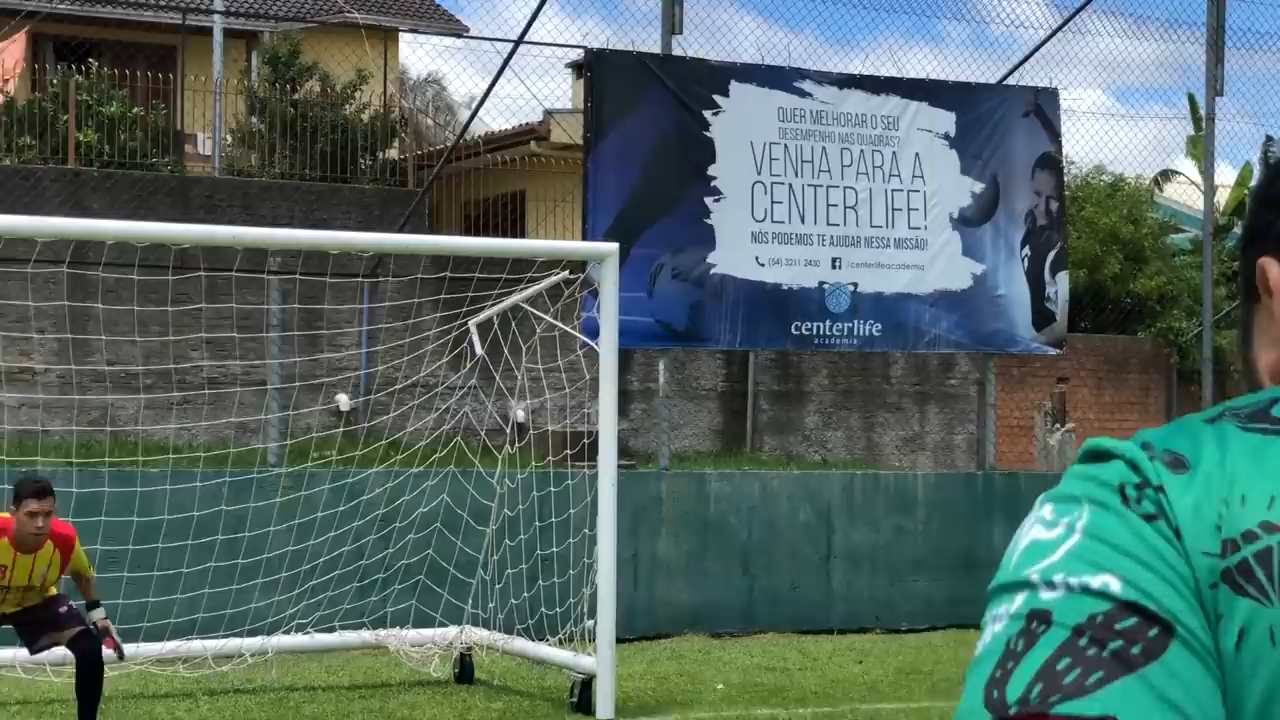 QUER MELHORAR O SEU
DESEMPENHO NAS QUADRAS?
VENHA PARA A
CENTER LIFE!
NÓS PODEMOS TE AJUDAR NESSA MISSÃO!
(54) 3211 2430 /centerlifeacademia
centerlife
academia